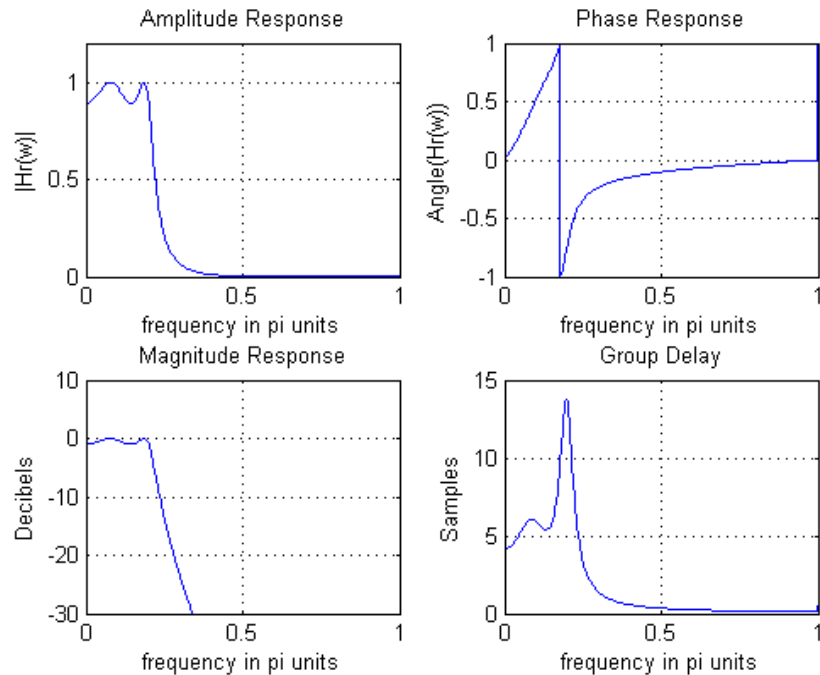 Amplitude Response
|Hr(w)|
1
0.5
0
0
0.5
1
frequency in pi units
Phase Response
Angle(Hr(w))
1
0.5
0
-0.5
-1
0
0.5
1
frequency in pi units
Magnitude Response
Decibels
10
0
-10
-20
-30
0
0.5
1
frequency in pi units
Group Delay
Samples
15
10
5
0
0
0.5
1
frequency in pi units